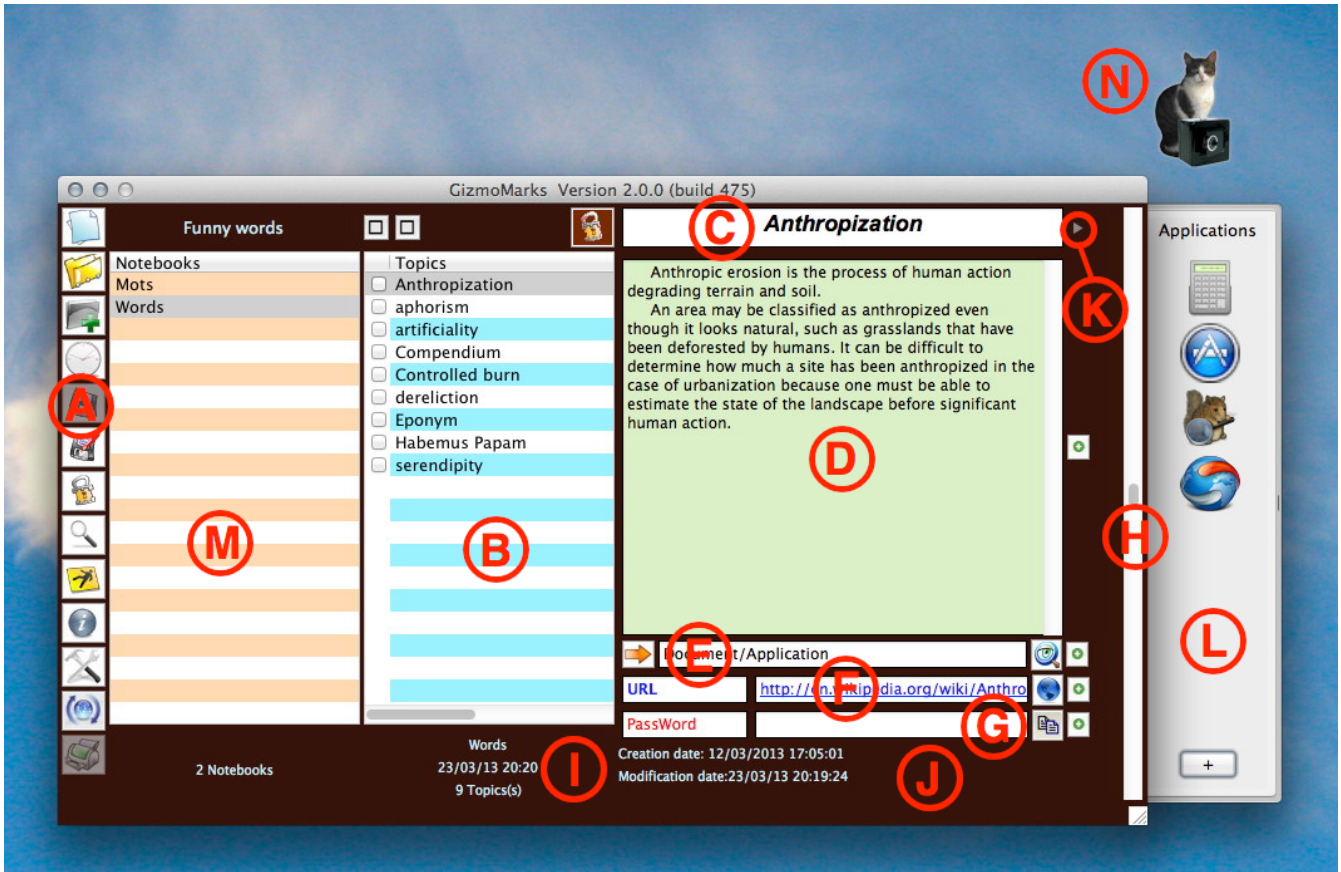 N
GizmoMarks Version 2.0.0 (build 475)
Funny words
C
Anthropization
Applications
Notebooks
Mots
Words
Topics
Anthropization
aphorism
artificiality
Compendium
Controlled burn
dereliction
Eponym
Habemus Papam
serendipity
Anthropic erosion is the process of human action
degrading terrain and soil.
An area may be classified as anthropized even
though it looks natural, such as grasslands that have
been deforested by humans. It can be difficult to
determine how much a site has been anthropized in the
case of urbanization because one must be able to
estimate the state of the landscape before significant
human action.
K
A
D
M
B
H
L
E
Document/Application
F
URL
http://en.wikipedia.org/wiki/Anthro
PassWord
G
2 Notebooks
Words
23/03/13 20:20
9 Topics(s)
I
Creation date: 12/03/2013 17:05:01
Modification date:23/03/13 20:19:24
J
+